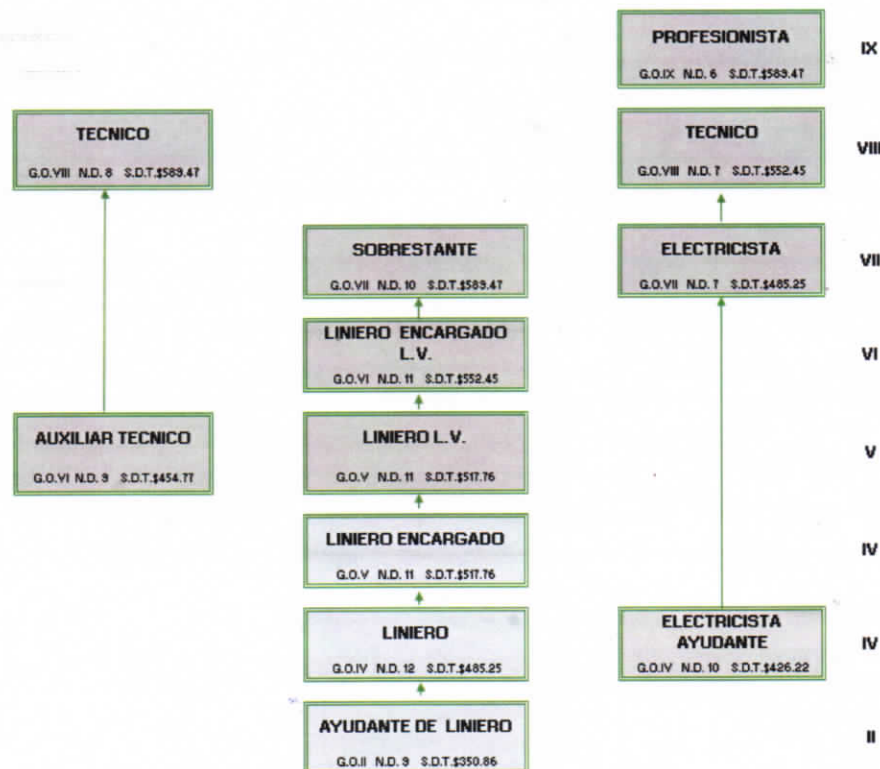 PROFESIONISTA
G.O.IX N.D. 6 S.D.T.$589.47
IX
TECNICO
G.O.VIII N.D. 8 S.D.T.$589.47
TECNICO
G.O.VIII N.D. 7 S.D.T.$552.45
VIII
SOBRESTANTE
G.O.VII N.D. 10 S.D.T.$589.47
ELECTRICISTA
G.O.VII N.D. 7 S.D.T.$485.25
VII
LINIERO ENCARGADO
L.V.
G.O.VI N.D. 11 S.D.T.$552.45
VI
AUXILIAR TECNICO
G.O.VI N.D. 9 S.D.T.$454.77
LINIERO L.V.
G.O.V N.D. 11 S.D.T.$517.76
V
LINIERO ENCARGADO
G.O.V N.D. 11 S.D.T.$517.76
IV
LINIERO
G.O.IV N.D. 12 S.D.T.$485.25
ELECTRICISTA
AYUDANTE
G.O.IV N.D. 10 S.D.T.$426.22
IV
AYUDANTE DE LINIERO
G.O.II N.D. 9 S.D.T.$350.86
II